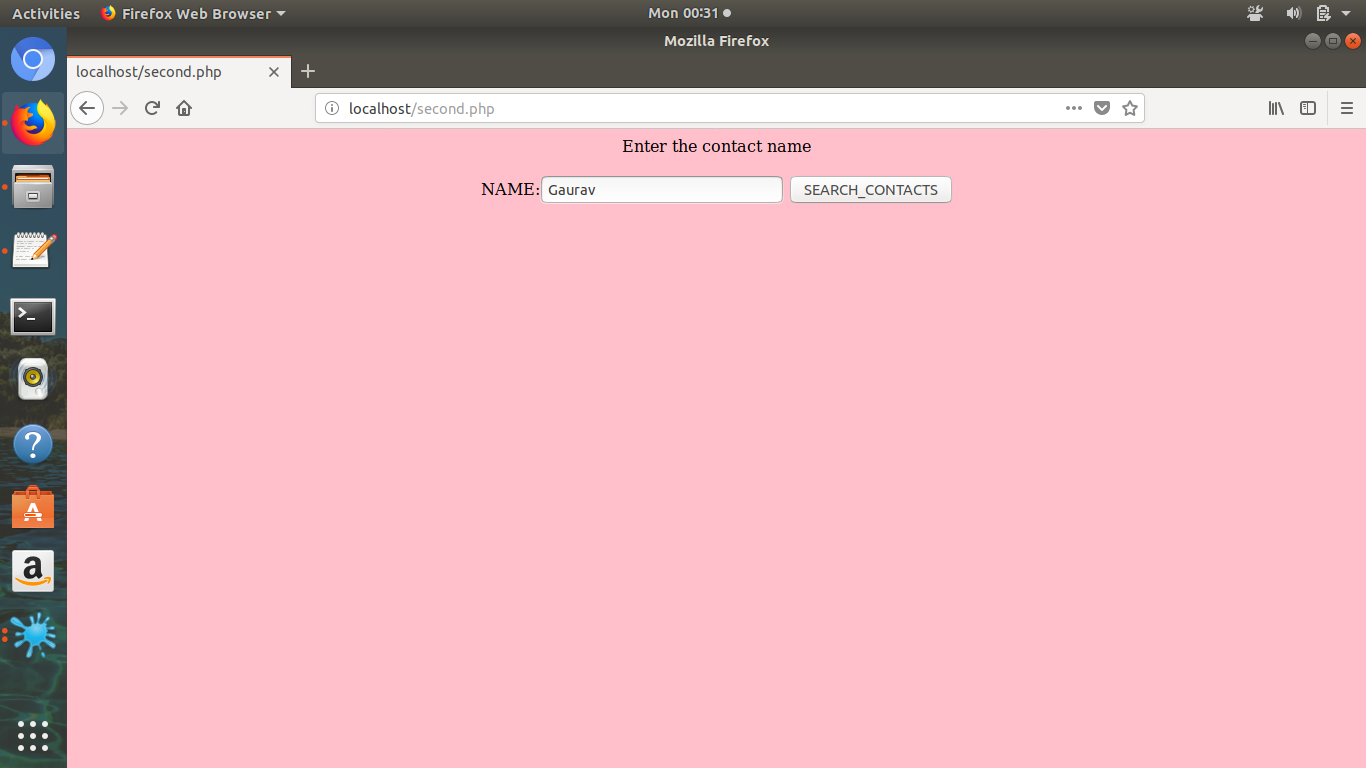 Activities Firefox Web Browser Mon 00:31
Mozilla Firefox
localhost/second.php
localhost/second.php
Enter the contact name
NAME: Gaurav SEARCH_CONTACTS